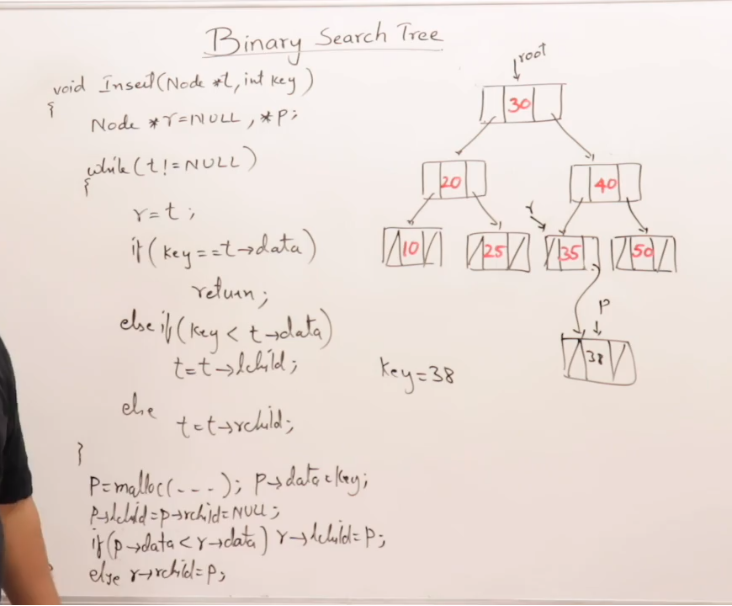 Binary Search Tree
void Insert(Node *t, int key)
{
Node *r=NULL, *p;
while(t!=NULL)
{
r=t;
if(key==t→data)
return;
else if(key<t→data)
t=t→lchild;
else
t=t→rchild;
}
P=malloc(---); p→data=key;
p→lchild=p→rchild=NULL;
if(p→data<r→data) r→lchild=p;
else r→rchild=p;
root
30
20 40
r
10 25 35 50
P
38
key=38